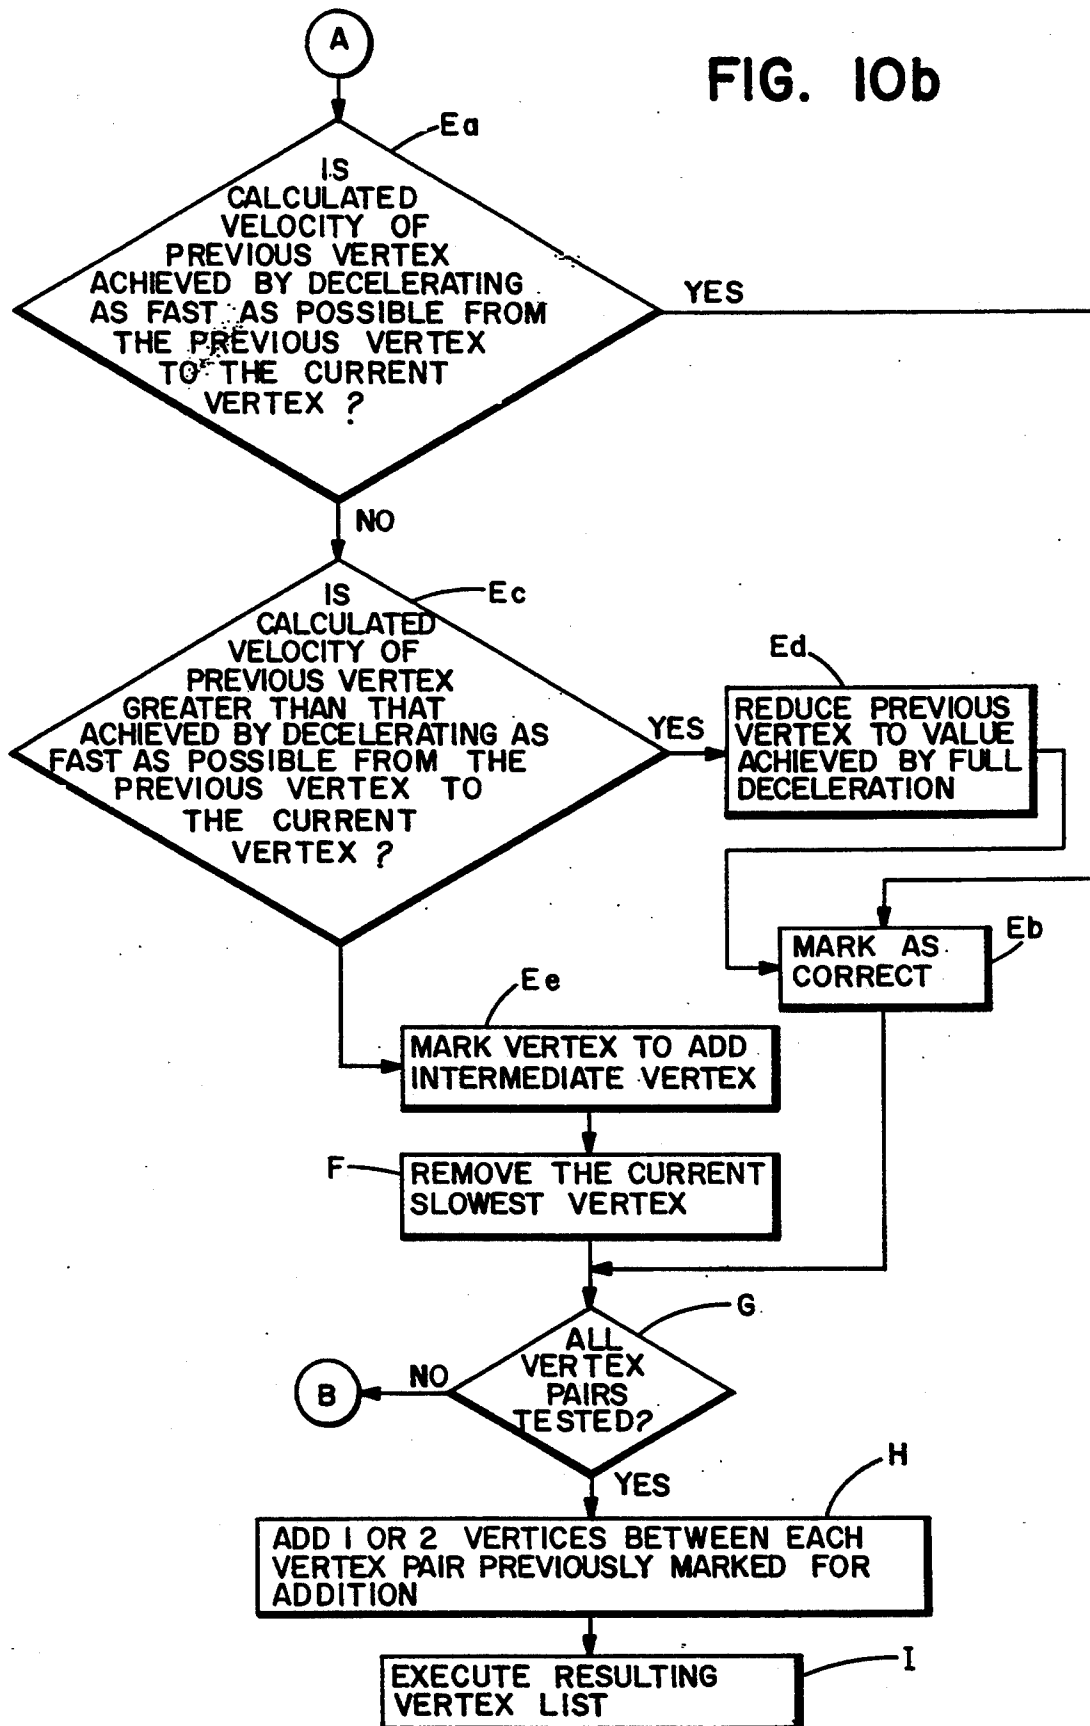 A
FIG. 10b
Ea
IS
CALCULATED
VELOCITY OF
PREVIOUS VERTEX
ACHIEVED BY DECELERATING
AS FAST AS POSSIBLE FROM
THE PREVIOUS VERTEX
TO THE CURRENT
VERTEX ?
YES
NO
Ec
IS
CALCULATED
VELOCITY OF
PREVIOUS VERTEX
GREATER THAN THAT
ACHIEVED BY DECELERATING AS
FAST AS POSSIBLE FROM THE
PREVIOUS VERTEX TO
THE CURRENT
VERTEX ?
YES
Ed
REDUCE PREVIOUS
VERTEX TO VALUE
ACHIEVED BY FULL
DECELERATION
Eb
MARK AS
CORRECT
Ee
MARK VERTEX TO ADD
INTERMEDIATE VERTEX
F
REMOVE THE CURRENT
SLOWEST VERTEX
G
ALL
VERTEX
PAIRS
TESTED?
NO
B
YES
H
ADD 1 OR 2 VERTICES BETWEEN EACH
VERTEX PAIR PREVIOUSLY MARKED FOR
ADDITION
I
EXECUTE RESULTING
VERTEX LIST